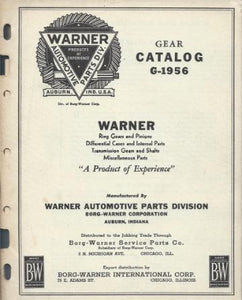 WARNER
PRODUCTS
OF EXPERIENCE
AUTOMOTIVE PARTS DIV.
AUBURN, IND. U.S.A.
Div. of Borg-Warner Corp.
GEAR
CATALOG
G-1956
WARNER
Ring Gears and Pinions
Differential Cases and Internal Parts
Transmission Gears and Shafts
Miscellaneous Parts
"A Product of Experience"
Manufactured By
WARNER AUTOMOTIVE PARTS DIVISION
BORG-WARNER CORPORATION
AUBURN, INDIANA
Distributed to the Jobbing Trade Through
Borg-Warner Service Parts Co.
Subsidiary of Borg-Warner Corp.
MICHIGAN AVE. CHICAGO, ILL.
Export distribution by
BORG-WARNER INTERNATIONAL CORP.
79 E. ADAMS ST. CHICAGO, ILLINOIS
BW
BW